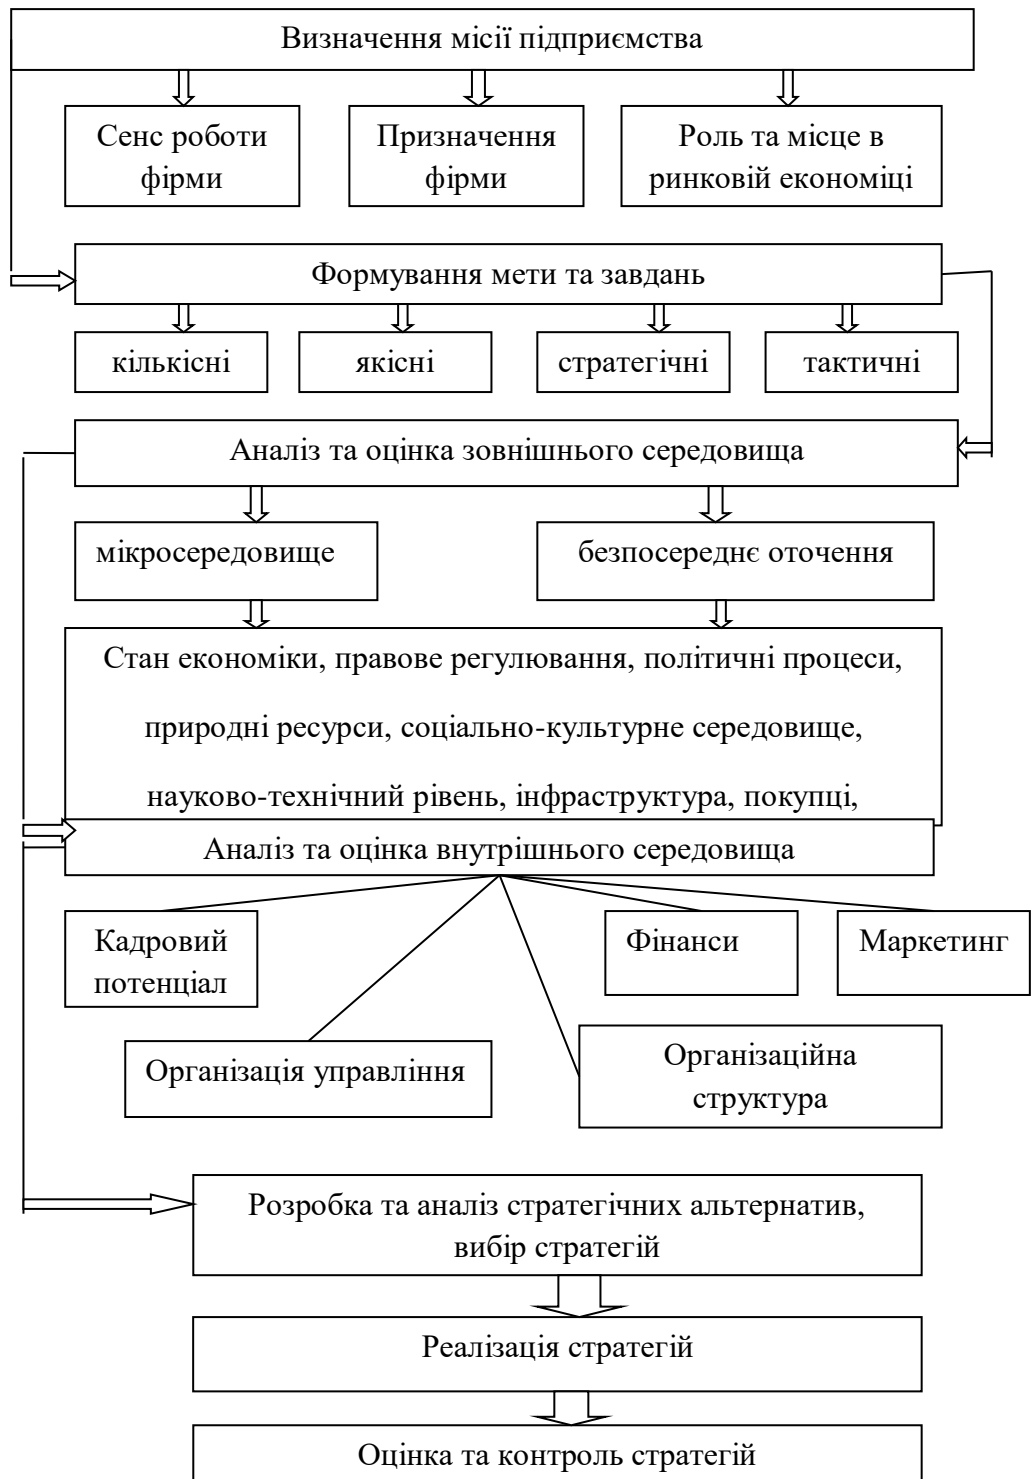 Визначення місії підприємства
Сенс роботи
фірми
Призначення
фірми
Роль та місце в
ринковій економіці
Формування мети та завдань
кількісні
якісні
стратегічні
тактичні
Аналіз та оцінка зовнішнього середовища
мікросередовище
безпосереднє оточення
Стан економіки, правове регулювання, політичні процеси,
природні ресурси, соціально-культурне середовище,
науково-технічний рівень, інфраструктура, покупці,
Аналіз та оцінка внутрішнього середовища
Кадровий
потенціал
Фінанси
Маркетинг
Організація управління
Організаційна
структура
Розробка та аналіз стратегічних альтернатив,
вибір стратегій
Реалізація стратегій
Оцінка та контроль стратегій